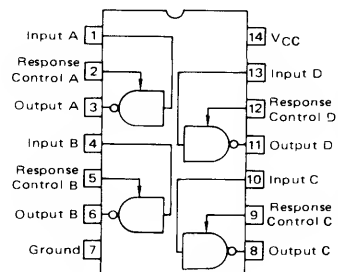 Input A 1
Response
Control A 2
Output A 3
Input B 4
Response
Control B 5
Output B 6
Ground 7
14 VCC
13 Input D
12 Response
Control D
11 Output D
10 Input C
9 Response
Control C
8 Output C